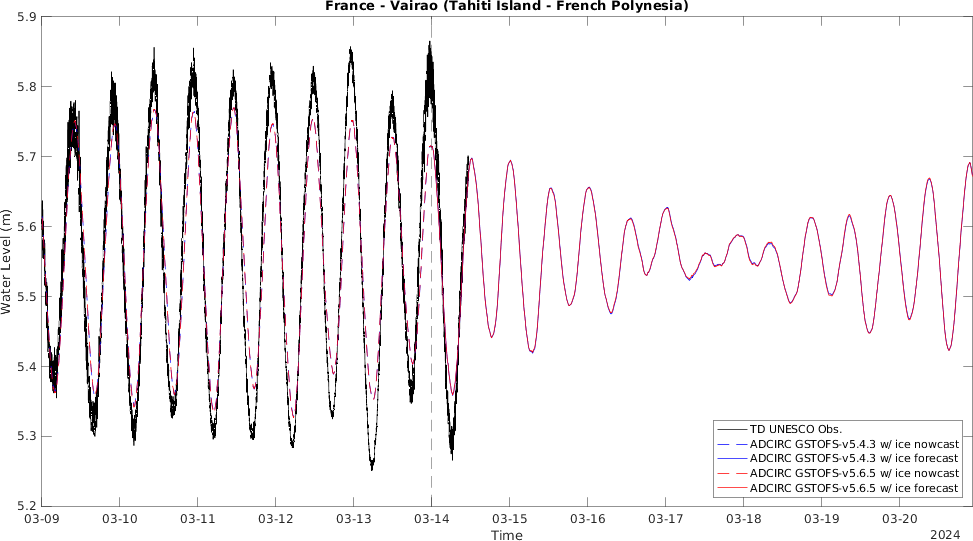 France - Vairao (Tahiti Island - French Polynesia)
5.9
5.8
5.7
5.6
5.5
5.4
5.3
5.2
Water Level (m)
TD UNESCO Obs.
ADCIRC GSTOFS-v5.4.3 w/ ice nowcast
ADCIRC GSTOFS-v5.4.3 w/ ice forecast
ADCIRC GSTOFS-v5.6.5 w/ ice nowcast
ADCIRC GSTOFS-v5.6.5 w/ ice forecast
03-09 03-10 03-11 03-12 03-13 03-14 03-15 03-16 03-17 03-18 03-19 03-20
Time
2024